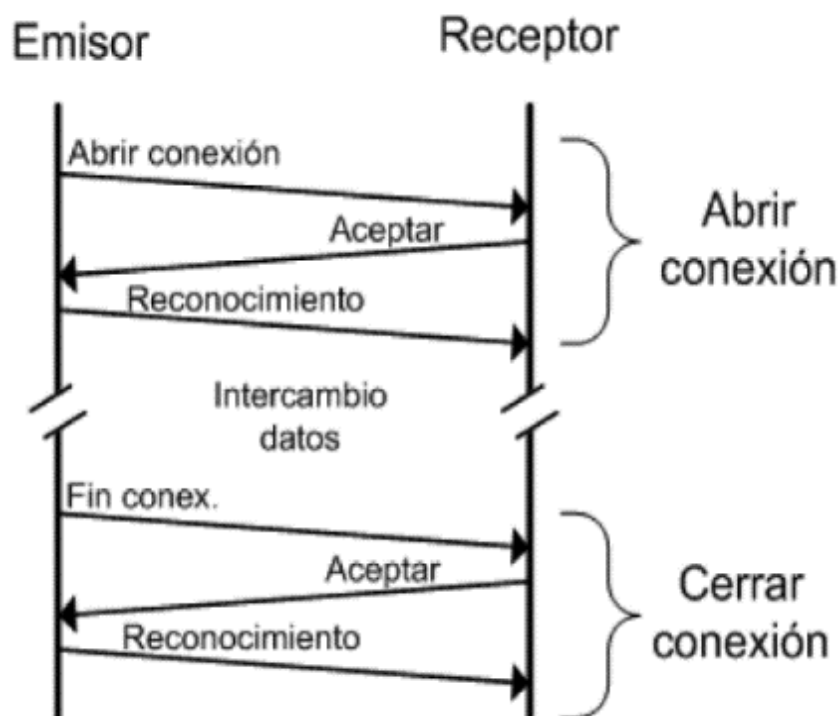 Emisor
Receptor
Abrir conexión
Aceptar
Reconocimiento
Abrir
conexión
Intercambio
datos
Fin conex.
Aceptar
Reconocimiento
Cerrar
conexión